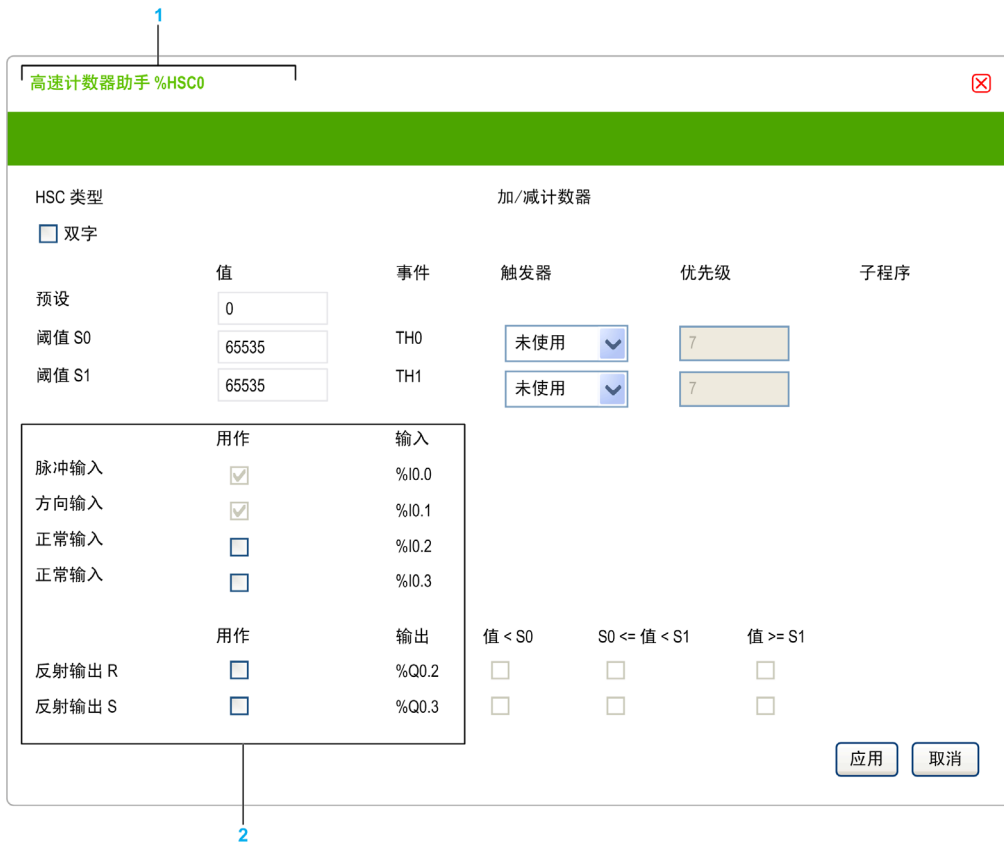 1
高速计数器助手 %HSC0
HSC 类型 加/减计数器
双字
值 事件 触发器 优先级 子程序
预设 0
阈值 S0 65535 TH0 未使用 7
阈值 S1 65535 TH1 未使用 7
用作 输入
脉冲输入 %I0.0
方向输入 %I0.1
正常输入 %I0.2
正常输入 %I0.3
用作 输出 值 < S0 S0 <= 值 < S1 值 >= S1
反射输出 R %Q0.2
反射输出 S %Q0.3
应用 取消
2